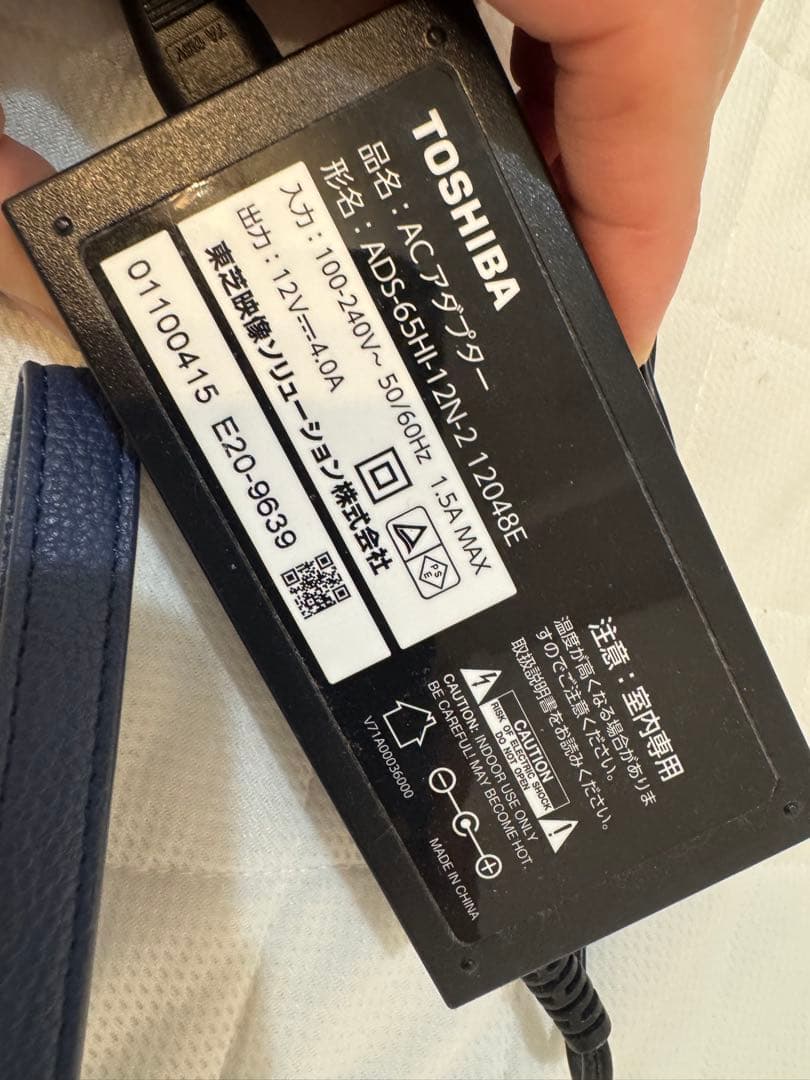 TOSHIBA
品名：ACアダプター
形名：ADS-65HI-12N-2 12048E
入力：100-240V~ 50/60Hz 1.5A MAX
出力：12V⎓4.0A
東芝映像ソリューション株式会社
PS
E
01100415 E20-9639
注意：室内専用
温度が高くなる場合がありま
すのでご注意ください。
取扱説明書をお読みください。
CAUTION
RISK OF ELECTRIC SHOCK
DO NOT OPEN
CAUTION: INDOOR USE ONLY
BE CAREFUL! MAY BECOME HOT.
V71A00036000
MADE IN CHINA